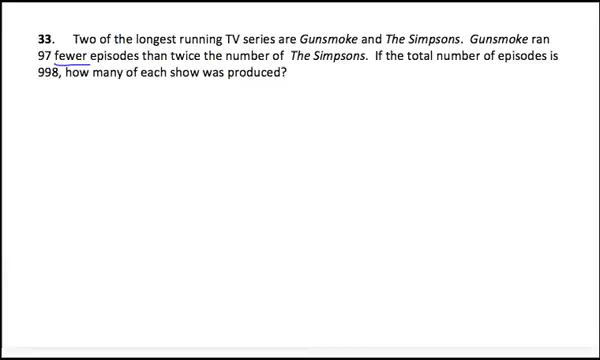 33. Two of the longest running TV series are Gunsmoke and The Simpsons. Gunsmoke ran
97 fewer episodes than twice the number of The Simpsons. If the total number of episodes is
998, how many of each show was produced?